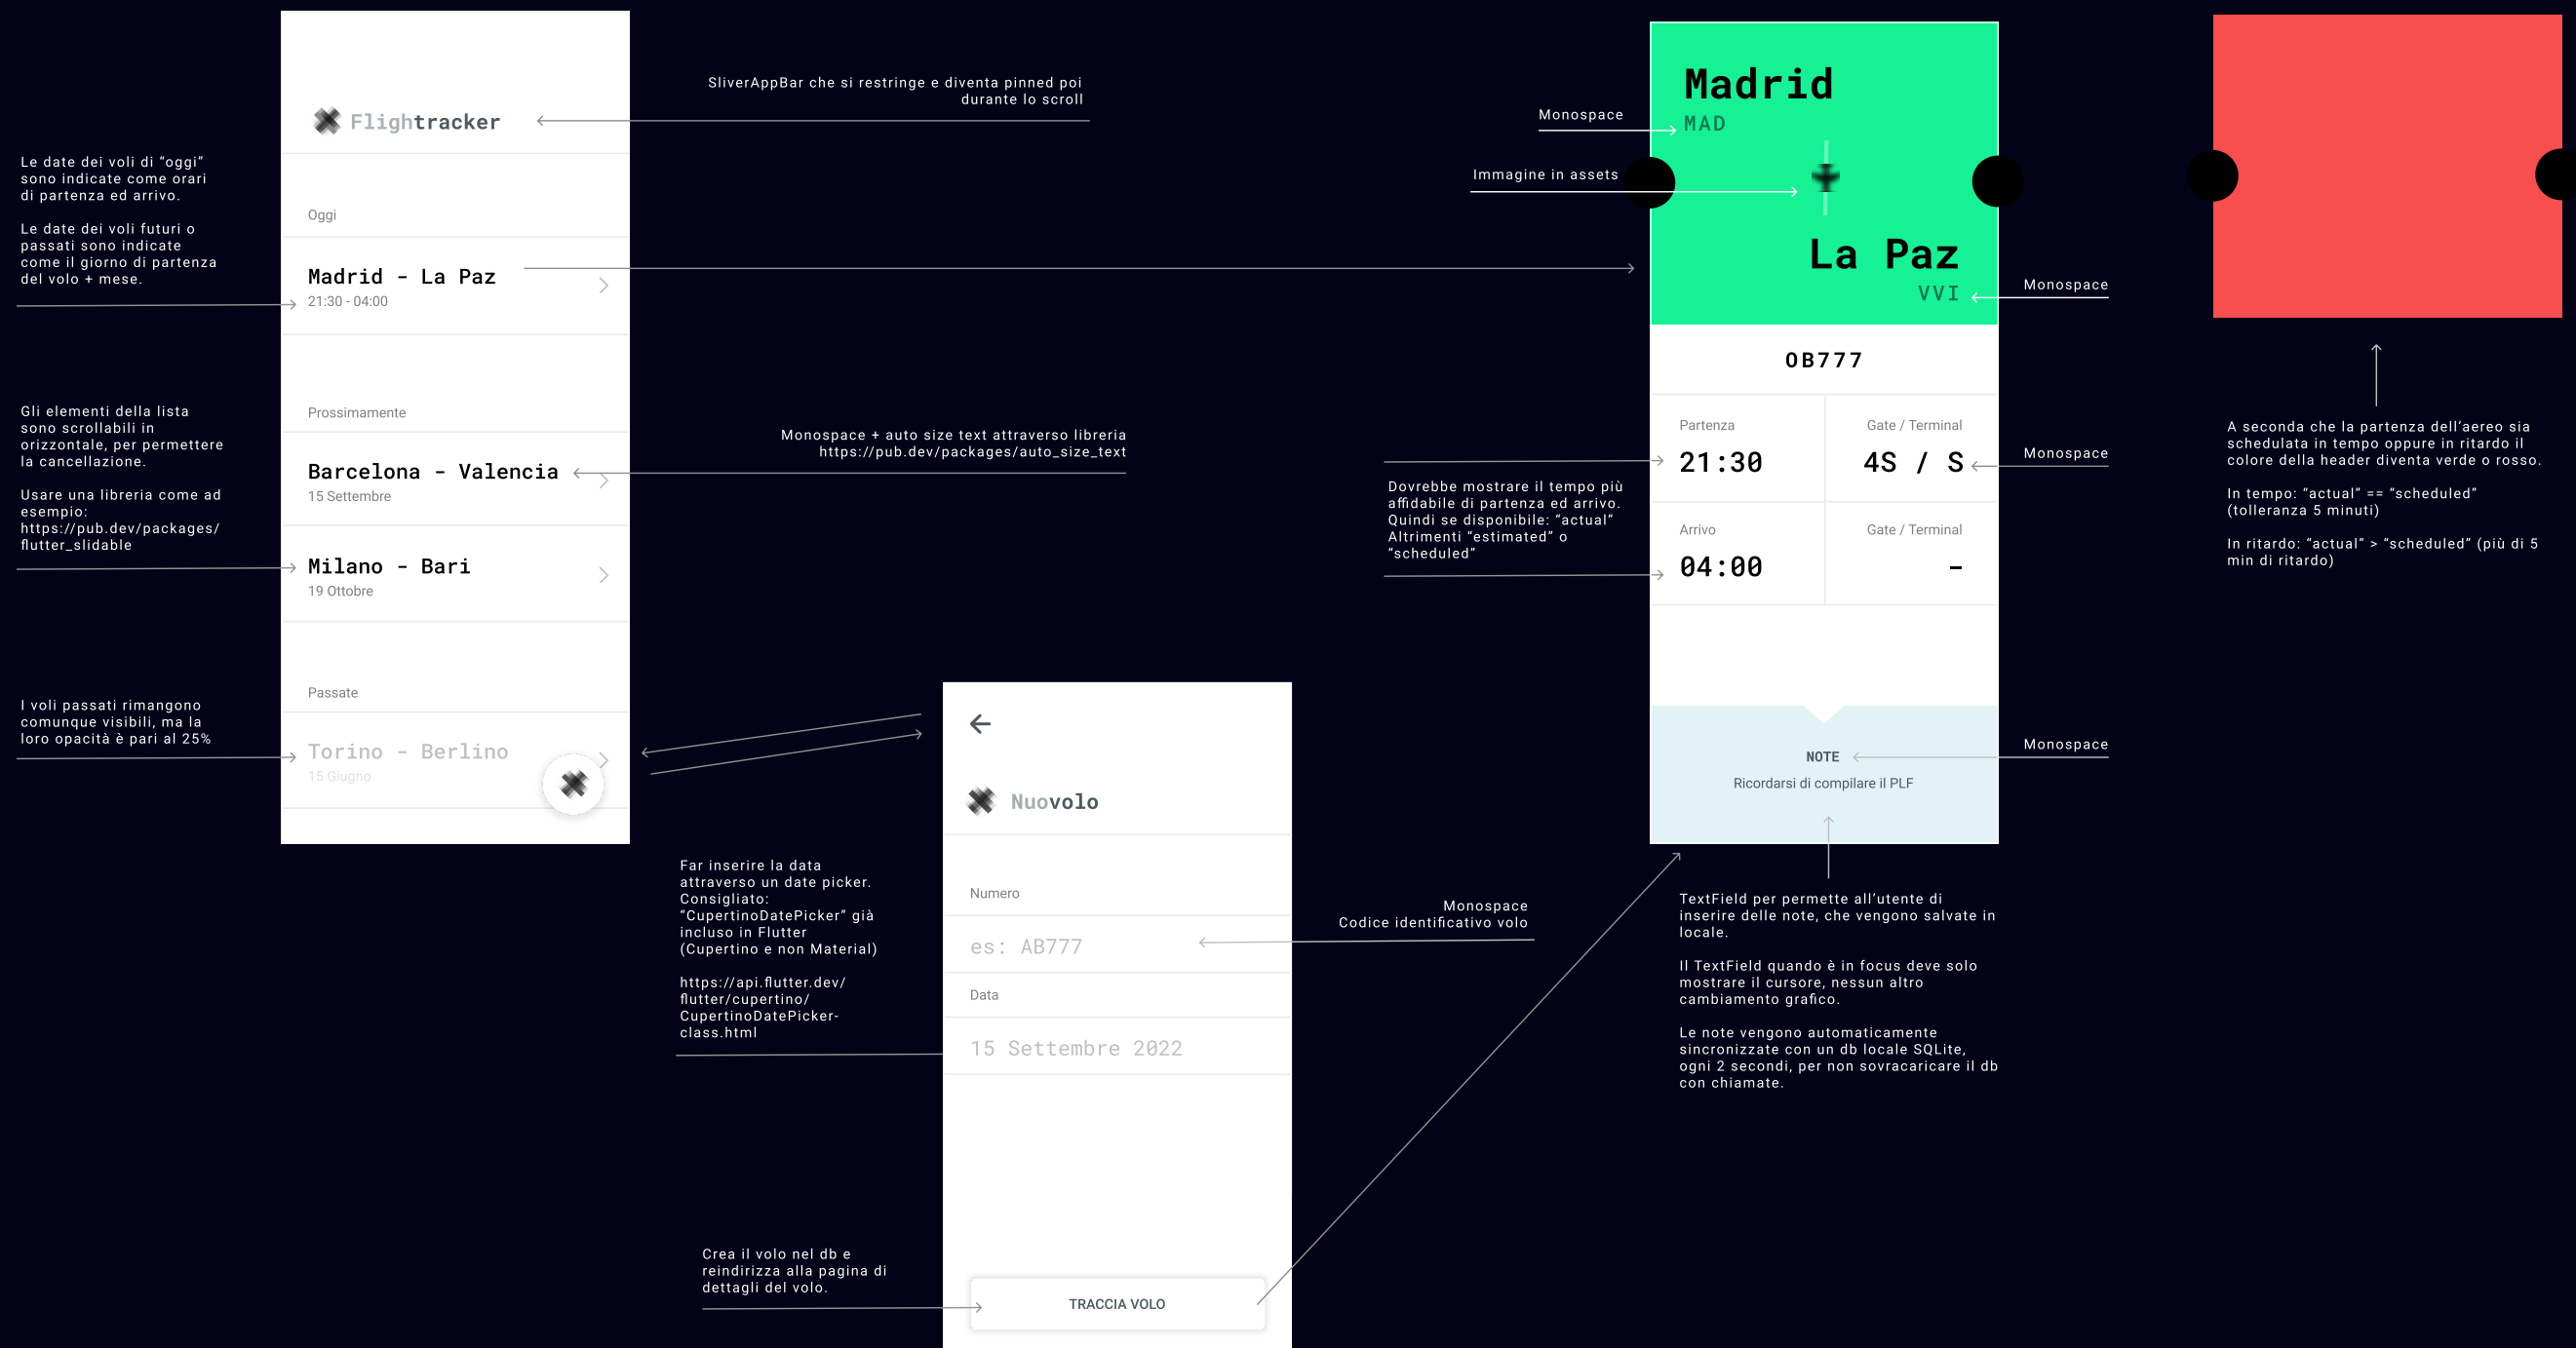 Le date dei voli di “oggi”
sono indicate come orari
di partenza ed arrivo.
Le date dei voli futuri o
passati sono indicate
come il giorno di partenza
del volo + mese.
Gli elementi della lista
sono scrollabili in
orizzontale, per permettere
la cancellazione.
Usare una libreria come ad
esempio:
https://pub.dev/packages/
flutter_slidable
I voli passati rimangono
comunque visibili, ma la
loro opacità è pari al 25%
Flightracker
Oggi
Madrid - La Paz
21:30 - 04:00
Prossimamente
Barcelona - Valencia
15 Settembre
Milano - Bari
19 Ottobre
Passate
Torino - Berlino
15 Giugno
SliverAppBar che si restringe e diventa pinned poi
durante lo scroll
Monospace + auto size text attraverso libreria
https://pub.dev/packages/auto_size_text
Far inserire la data
attraverso un date picker.
Consigliato:
“CupertinoDatePicker” già
incluso in Flutter
(Cupertino e non Material)
https://api.flutter.dev/
flutter/cupertino/
CupertinoDatePicker-
class.html
Crea il volo nel db e
reindirizza alla pagina di
dettagli del volo.
Nuovolo
Numero
es: AB777
Data
15 Settembre 2022
TRACCIA VOLO
Monospace
Codice identificativo volo
Monospace
Immagine in assets
Dovrebbe mostrare il tempo più
affidabile di partenza ed arrivo.
Quindi se disponibile: “actual”
Altrimenti “estimated” o
“scheduled”
Madrid
MAD
La Paz
VVI
OB777
Partenza
Gate / Terminal
21:30
4S / S
Arrivo
Gate / Terminal
04:00
-
NOTE
Ricordarsi di compilare il PLF
Monospace
Monospace
Monospace
TextField per permette all’utente di
inserire delle note, che vengono salvate in
locale.
Il TextField quando è in focus deve solo
mostrare il cursore, nessun altro
cambiamento grafico.
Le note vengono automaticamente
sincronizzate con un db locale SQLite,
ogni 2 secondi, per non sovracaricare il db
con chiamate.
A seconda che la partenza dell’aereo sia
schedulata in tempo oppure in ritardo il
colore della header diventa verde o rosso.
In tempo: “actual” == “scheduled”
(tolleranza 5 minuti)
In ritardo: “actual” > “scheduled” (più di 5
min di ritardo)